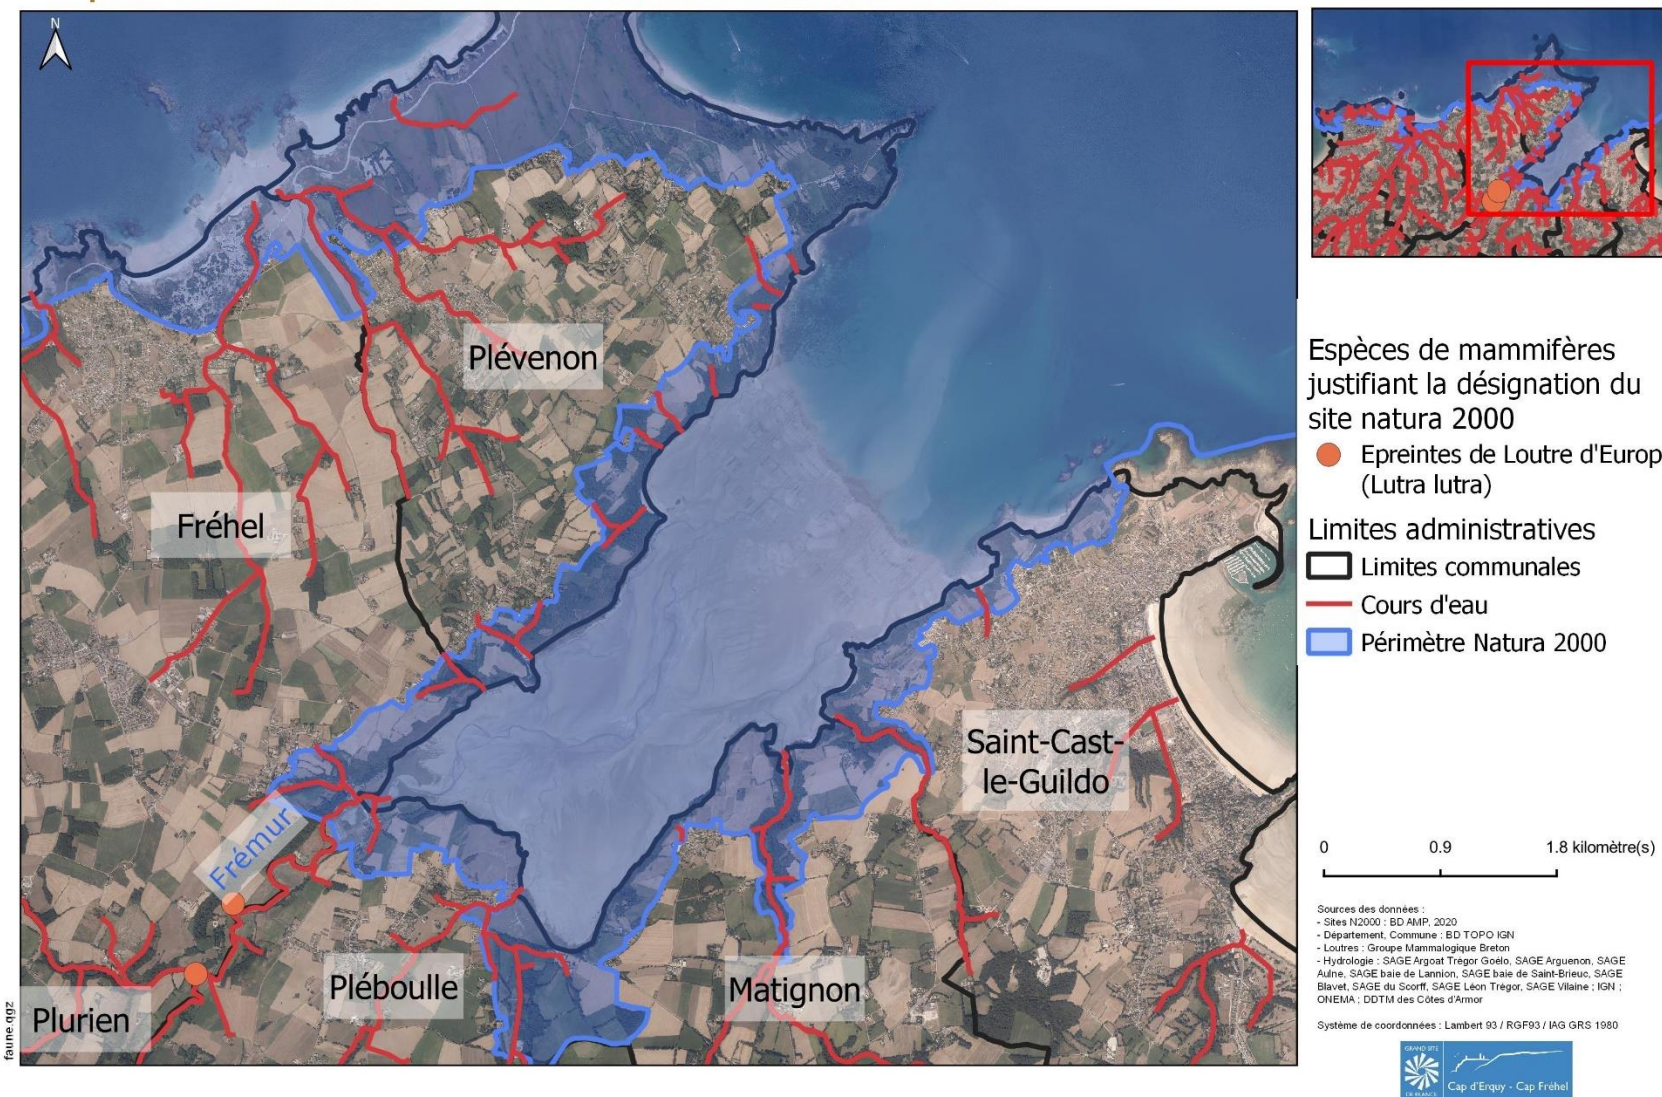 N
Plévenon
Fréhel
Saint-Cast-
le-Guildo
Frémur
Pléboulle
Matignon
Plurien
faune.qgz
Espèces de mammifères
justifiant la désignation du
site natura 2000
Epreintes de Loutre d'Europ
(Lutra lutra)
Limites administratives
Limites communales
Cours d'eau
Périmètre Natura 2000
0 0.9 1.8 kilomètre(s)
Sources des données :
- Sites N2000 : BD AMP, 2020
- Département, Commune : BD TOPO IGN
- Loutres : Groupe Mammalogique Breton
- Hydrologie : SAGE Argoat Trégor Goëlo, SAGE Arguenon, SAGE
Aulne, SAGE baie de Lannion, SAGE baie de Saint-Brieuc, SAGE
Blavet, SAGE du Scorff, SAGE Léon Trégor, SAGE Vilaine ; IGN ;
ONEMA ; DDTM des Côtes d'Armor
Système de coordonnées : Lambert 93 / RGF93 / IAG GRS 1980
GRAND SITE
DE FRANCE
Cap d'Erquy - Cap Fréhel